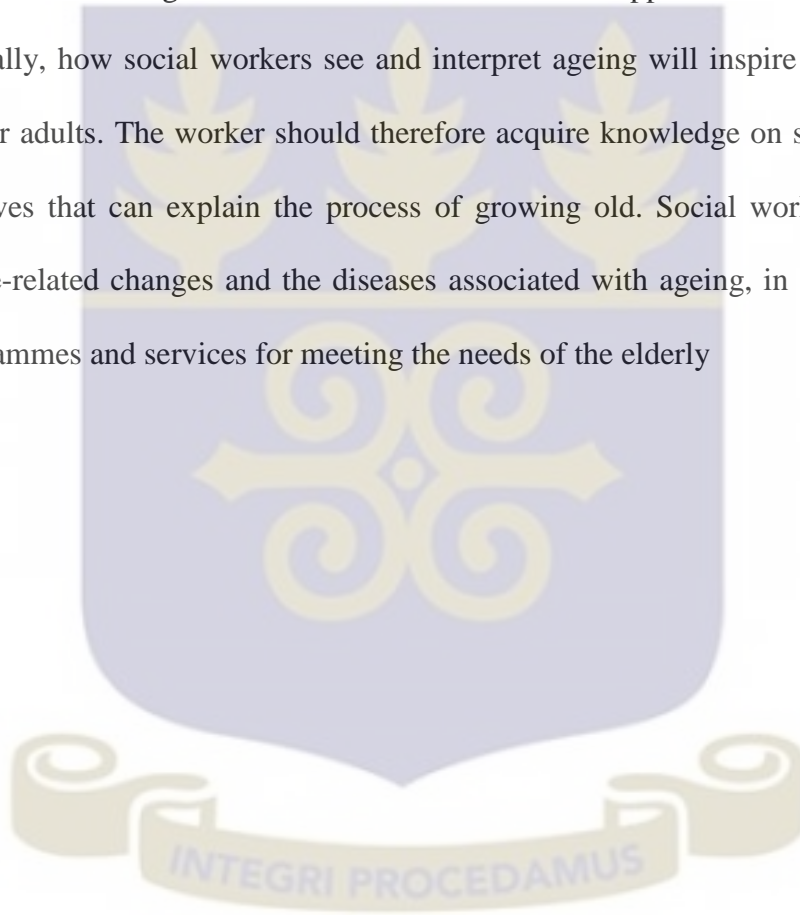 ally, how social workers see and interpret ageing will inspire
r adults. The worker should therefore acquire knowledge on s
ves that can explain the process of growing old. Social wor
-related changes and the diseases associated with ageing, in
ammes and services for meeting the needs of the elderly
INTEGRI PROCEDAMUS